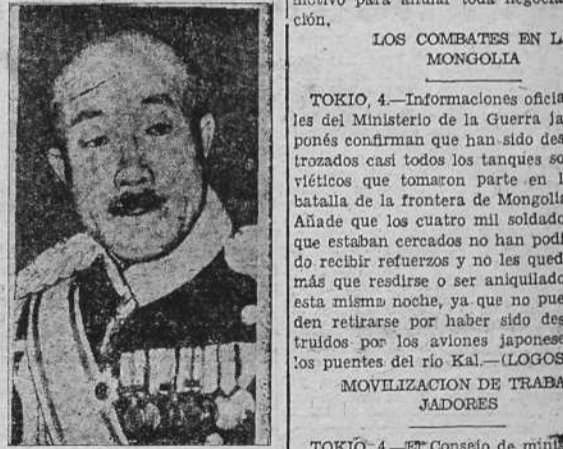 motivo para anular toda negocia
ción.
LOS COMBATES EN L
MONGOLIA
TOKIO, 4.—Informaciones oficia
les del Ministerio de la Guerra ja
ponés confirman que han sido des
trozados casi todos los tanques so
viéticos que tomaron parte en l
batalla de la frontera de Mongolia
Añade que los cuatro mil soldado
que estaban cercados no han podi
do recibir refuerzos y no les qued
más que resdirse o ser aniquilado
esta misma noche, ya que no pue
den retirarse por haber sido des
truidos por los aviones japonese
los puentes del río Kal.—(LOGOS
MOVILIZACION DE TRABA
JADORES
TOKIO, 4.—El Consejo de minis